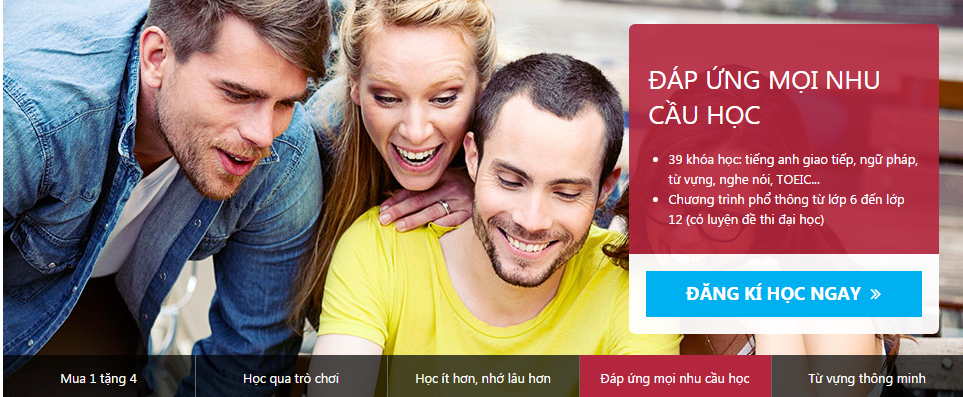 ĐÁP ỨNG MỌI NHU
CẦU HỌC
39 khóa học: tiếng anh giao tiếp, ngữ pháp,
từ vựng, nghe nói, TOEIC...
Chương trình phổ thông từ lớp 6 đến lớp
12 (có luyện đề thi đại học)
ĐĂNG KÍ HỌC NGAY »
Mua 1 tặng 4
Học qua trò chơi
Học ít hơn, nhớ lâu hơn
Đáp ứng mọi nhu cầu học
Từ vựng thông minh